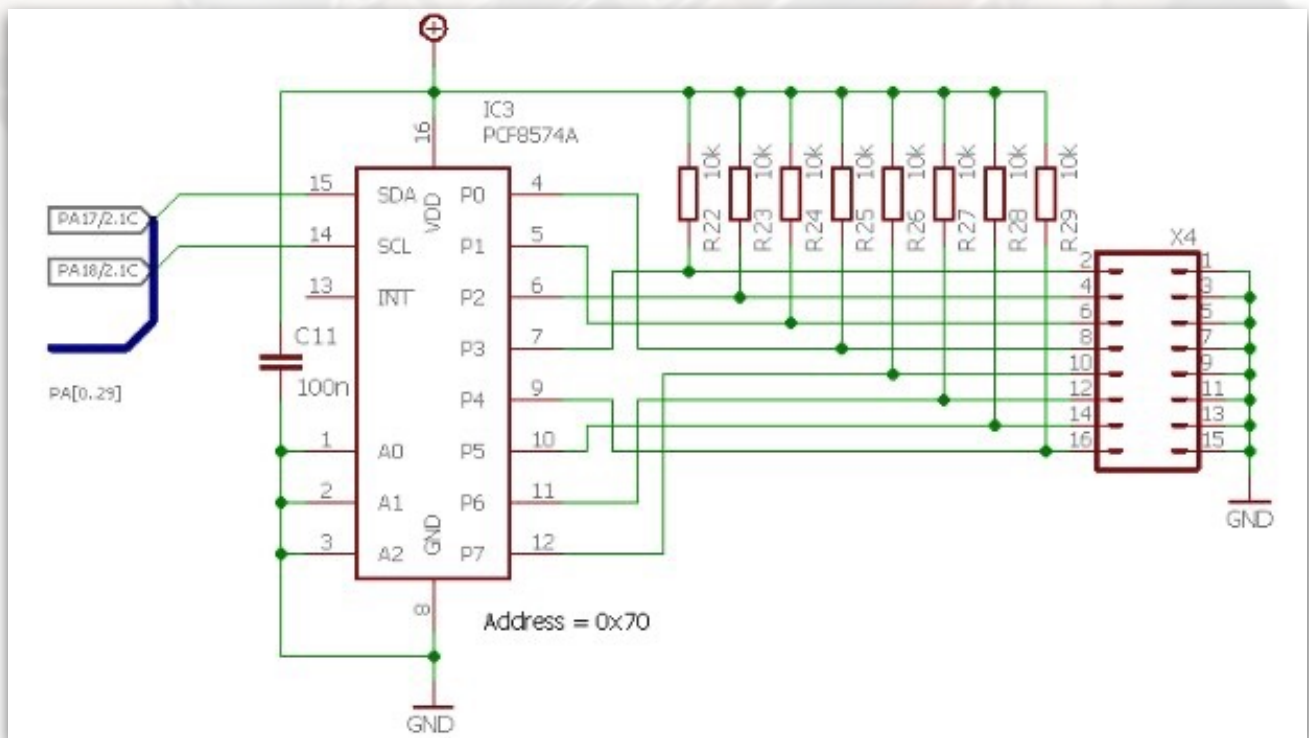 IC3
PCF8574A
16
15 SDA VDD P0 4
14 SCL P1 5
13 INT P2 6
P3 7
P4 9
1 A0 P5 10
2 A1 P6 11
3 A2 GND P7 12
8
PA17/2.1C
PA18/2.1C
PA[0..29]
C11
100n
Address = 0x70
GND
10k 10k 10k 10k 10k 10k 10k 10k
R22 R23 R24 R25 R26 R27 R28 R29
X4
2 1
4 3
6 5
8 7
10 9
12 11
14 13
16 15
GND